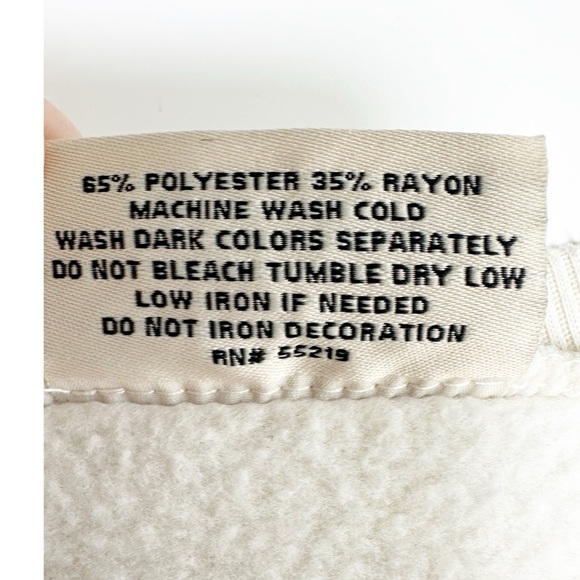 65% POLYESTER 35% RAYON
MACHINE WASH COLD
WASH DARK COLORS SEPARATELY
DO NOT BLEACH TUMBLE DRY LOW
LOW IRON IF NEEDED
DO NOT IRON DECORATION
RN# 55219